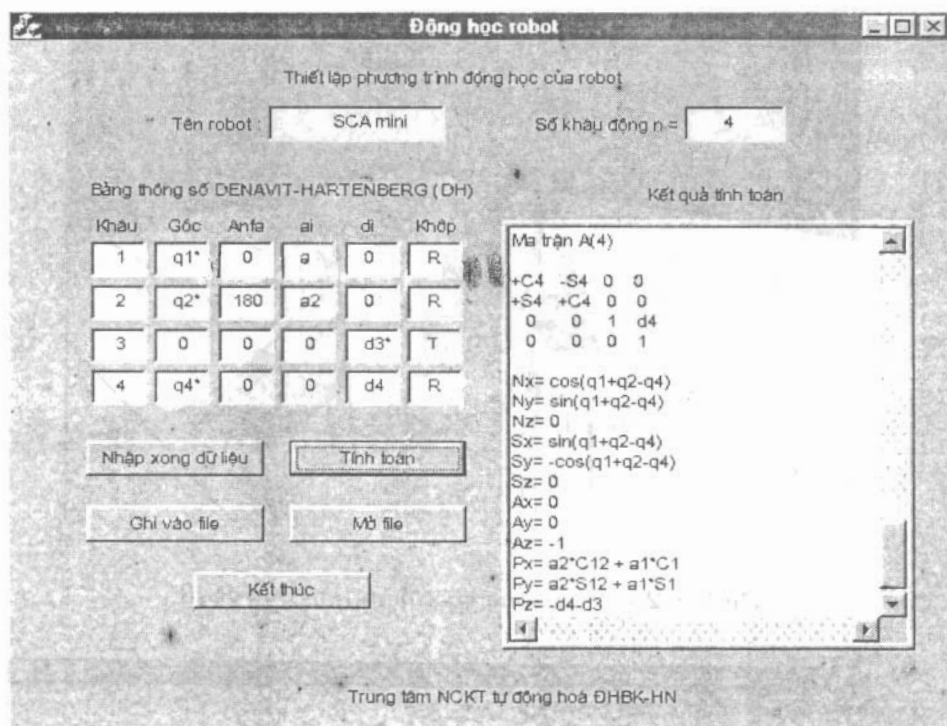 Động học robot
Thiết lập phương trình động học của robot
Tên robot : SCA mini Số khâu động n = 4
Bảng thông số DENAVIT-HARTENBERG (DH)
Khâu Góc Anfa ai di Khớp
1 q1* 0 a 0 R
2 q2* 180 a2 0 R
3 0 0 0 d3* T
4 q4* 0 0 d4 R
Nhập xong dữ liệu Tính toán
Ghi vào file Mở file
Kết thúc
Kết quả tính toán
Ma trận A(4)
+C4 -S4 0 0
+S4 +C4 0 0
0 0 1 d4
0 0 0 1
Nx= cos(q1+q2-q4)
Ny= sin(q1+q2-q4)
Nz= 0
Sx= sin(q1+q2-q4)
Sy= -cos(q1+q2-q4)
Sz= 0
Ax= 0
Ay= 0
Az= -1
Px= a2*C12 + a1*C1
Py= a2*S12 + a1*S1
Pz= -d4-d3
Trung tâm NCKT tự động hoá ĐHBK-HN